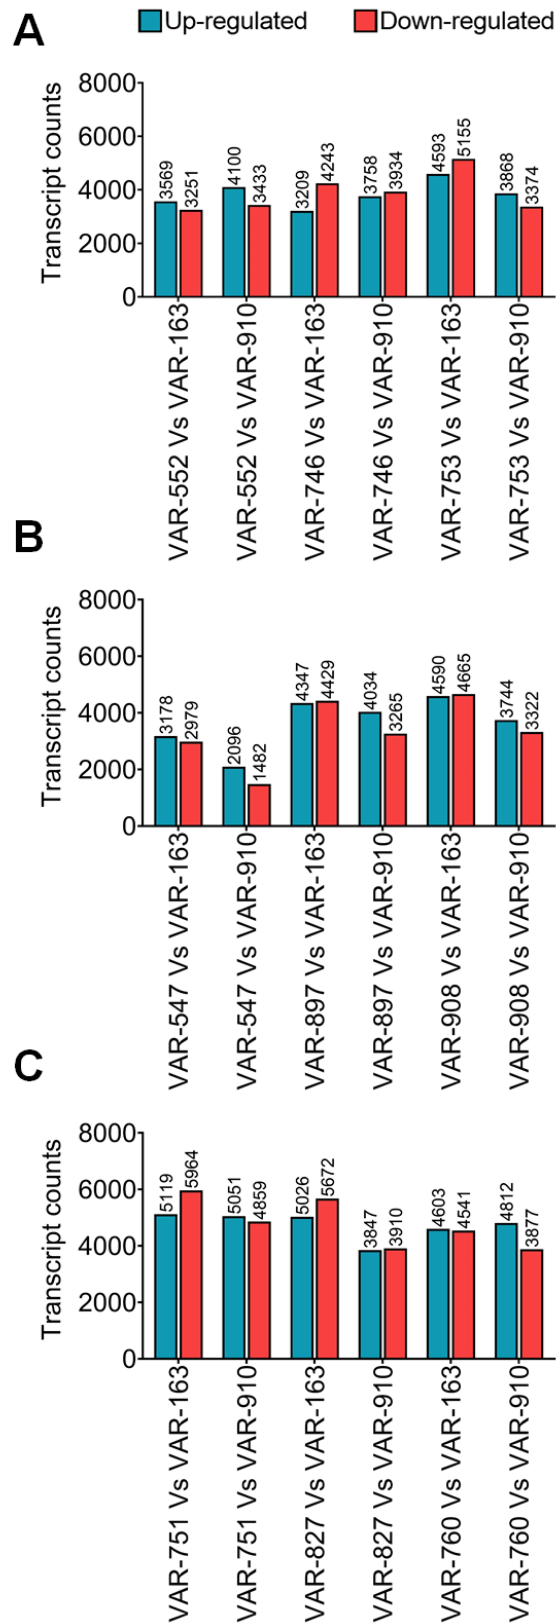 A
Up-regulated Down-regulated
Transcript counts
8000
6000
4000
2000
0
3569 3251 4100 3433 3209 4243 3758 3934 4593 5155 3868 3374
VAR-552 Vs VAR-163
VAR-552 Vs VAR-910
VAR-746 Vs VAR-163
VAR-746 Vs VAR-910
VAR-753 Vs VAR-163
VAR-753 Vs VAR-910
B
Transcript counts
8000
6000
4000
2000
0
3178 2979 2096 1482 4347 4429 4034 3265 4590 4665 3744 3322
VAR-547 Vs VAR-163
VAR-547 Vs VAR-910
VAR-897 Vs VAR-163
VAR-897 Vs VAR-910
VAR-908 Vs VAR-163
VAR-908 Vs VAR-910
C
Transcript counts
8000
6000
4000
2000
0
5119 5964 5051 4859 5026 5672 3847 3910 4603 4541 4812 3877
VAR-751 Vs VAR-163
VAR-751 Vs VAR-910
VAR-827 Vs VAR-163
VAR-827 Vs VAR-910
VAR-760 Vs VAR-163
VAR-760 Vs VAR-910